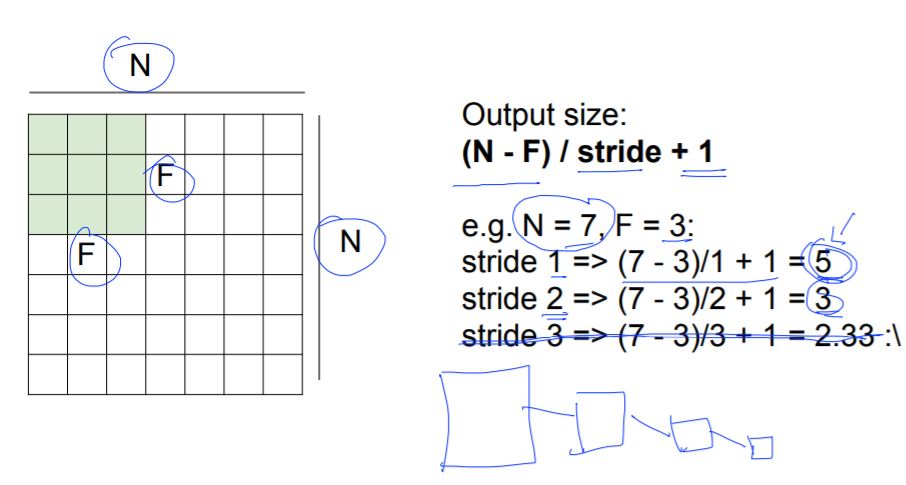 N
F
F
N
Output size:
(N - F) / stride + 1
e.g. N = 7, F = 3:
stride 1 => (7 - 3)/1 + 1 = 5
stride 2 => (7 - 3)/2 + 1 = 3
stride 3 => (7 - 3)/3 + 1 = 2.33 :\